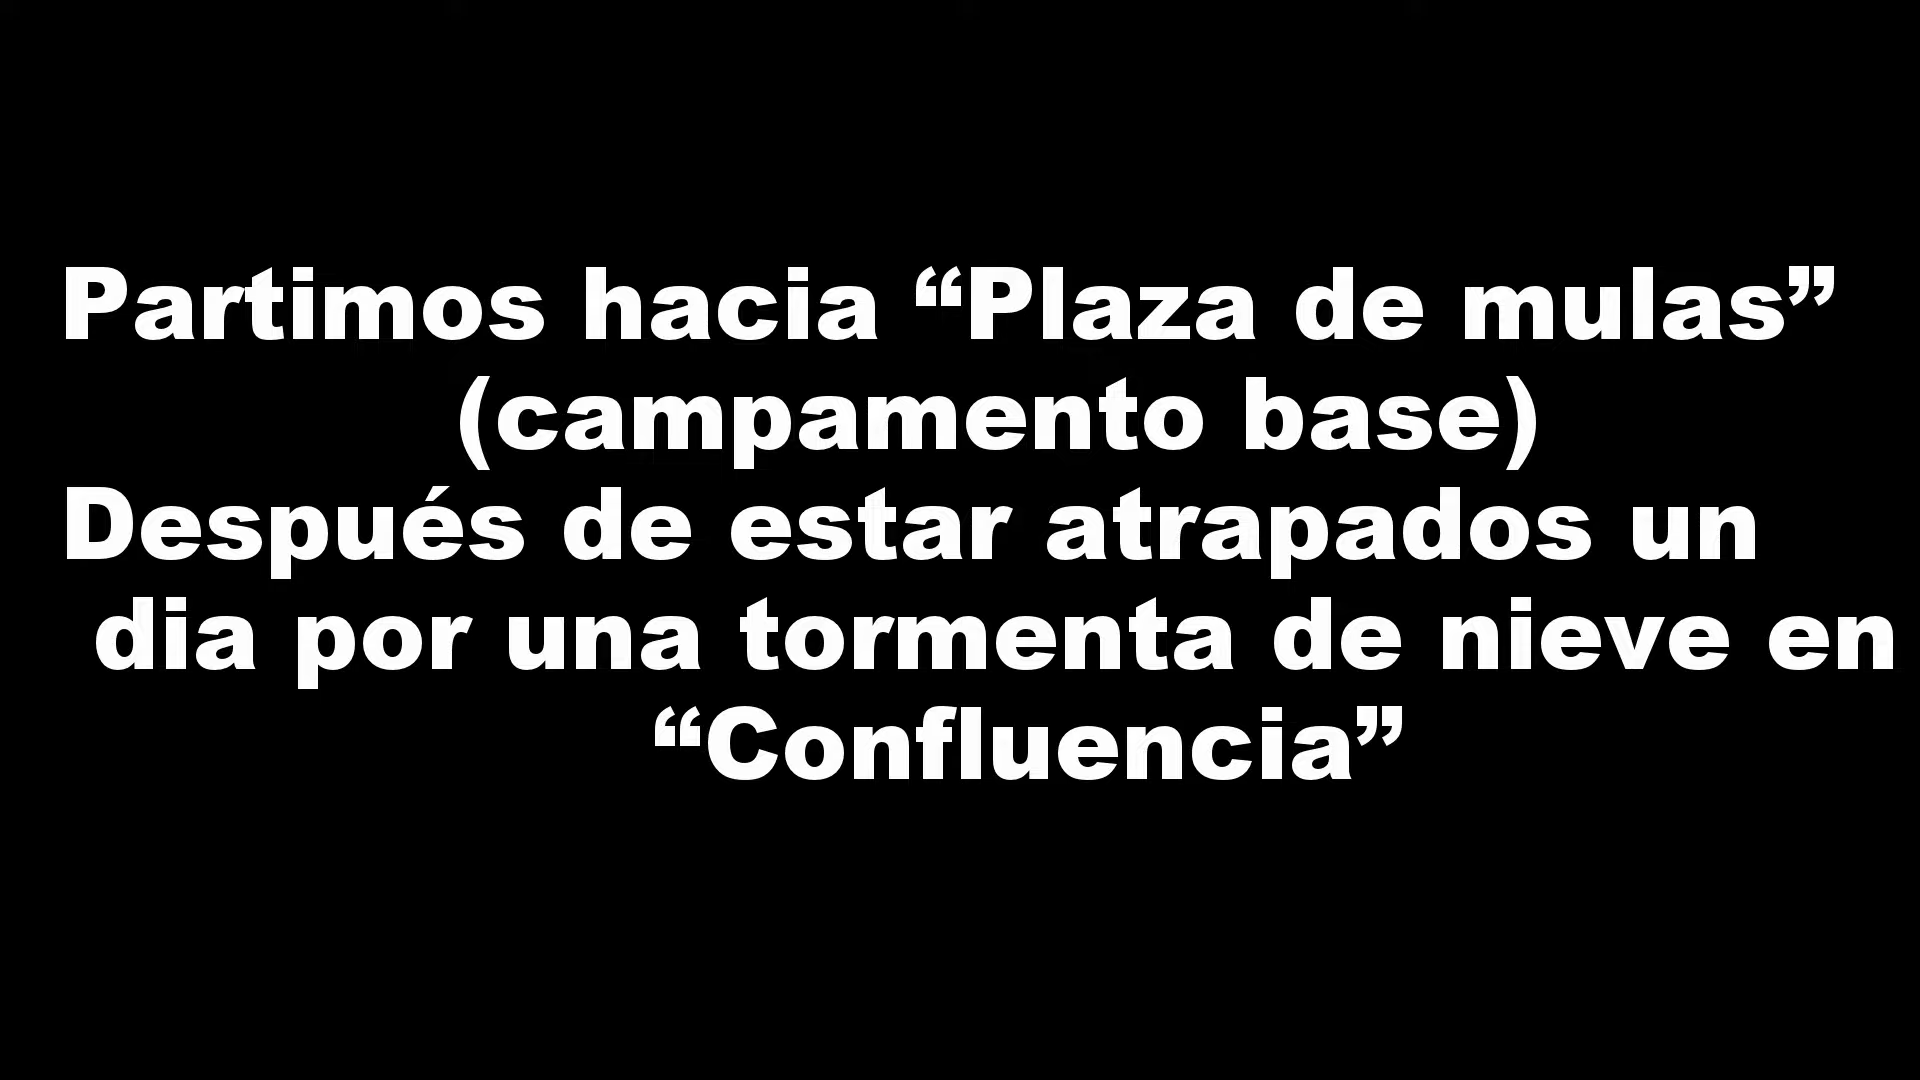 Partimos hacia “Plaza de mulas”
(campamento base)
Después de estar atrapados un
dia por una tormenta de nieve en
“Confluencia”